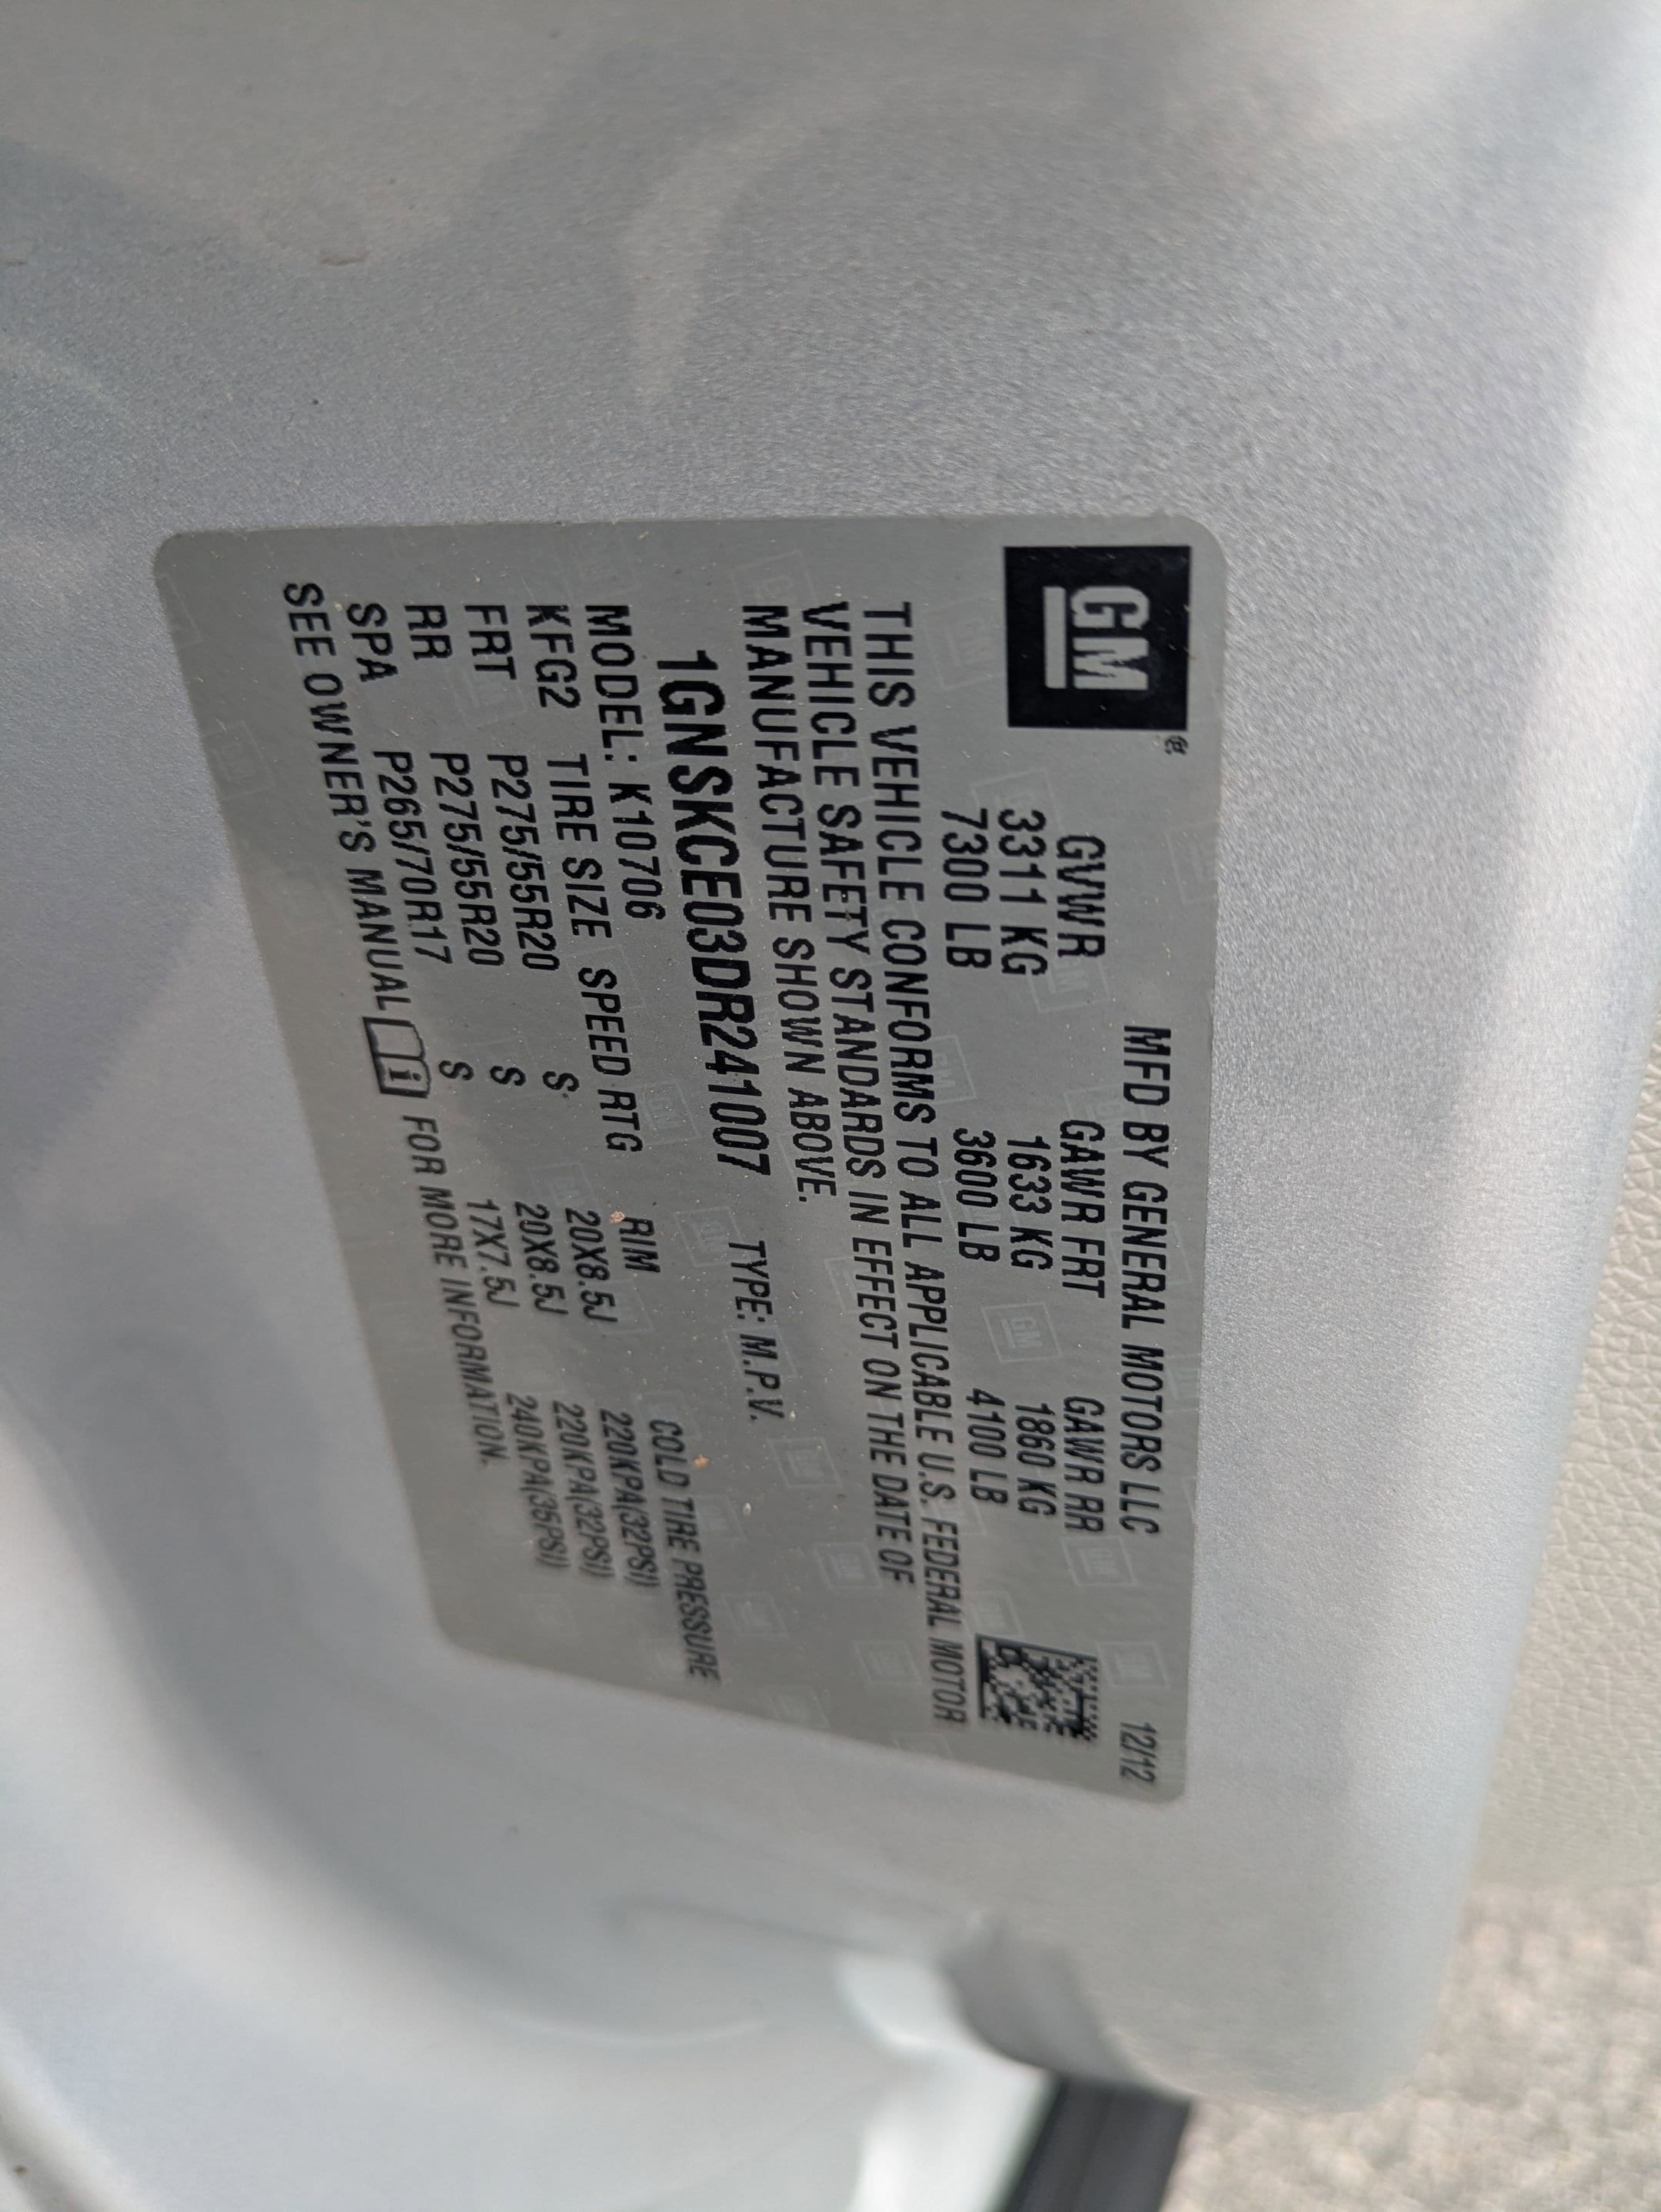 GM®
MFD BY GENERAL MOTORS LLC 12/12
GVWR GAWR FRT GAWR RR
3311 KG 1633 KG 1860 KG
7300 LB 3600 LB 4100 LB
THIS VEHICLE CONFORMS TO ALL APPLICABLE U.S. FEDERAL MOTOR
VEHICLE SAFETY STANDARDS IN EFFECT ON THE DATE OF
MANUFACTURE SHOWN ABOVE.
1GNSKCE03DR241007 TYPE: M.P.V.
MODEL: K10706
KFG2 TIRE SIZE SPEED RTG RIM COLD TIRE PRESSURE
FRT P275/55R20 S 20X8.5J 220KPA(32PSI)
RR P275/55R20 S 20X8.5J 220KPA(32PSI)
SPA P265/70R17 S 17X7.5J 240KPA(35PSI)
SEE OWNER'S MANUAL i FOR MORE INFORMATION.